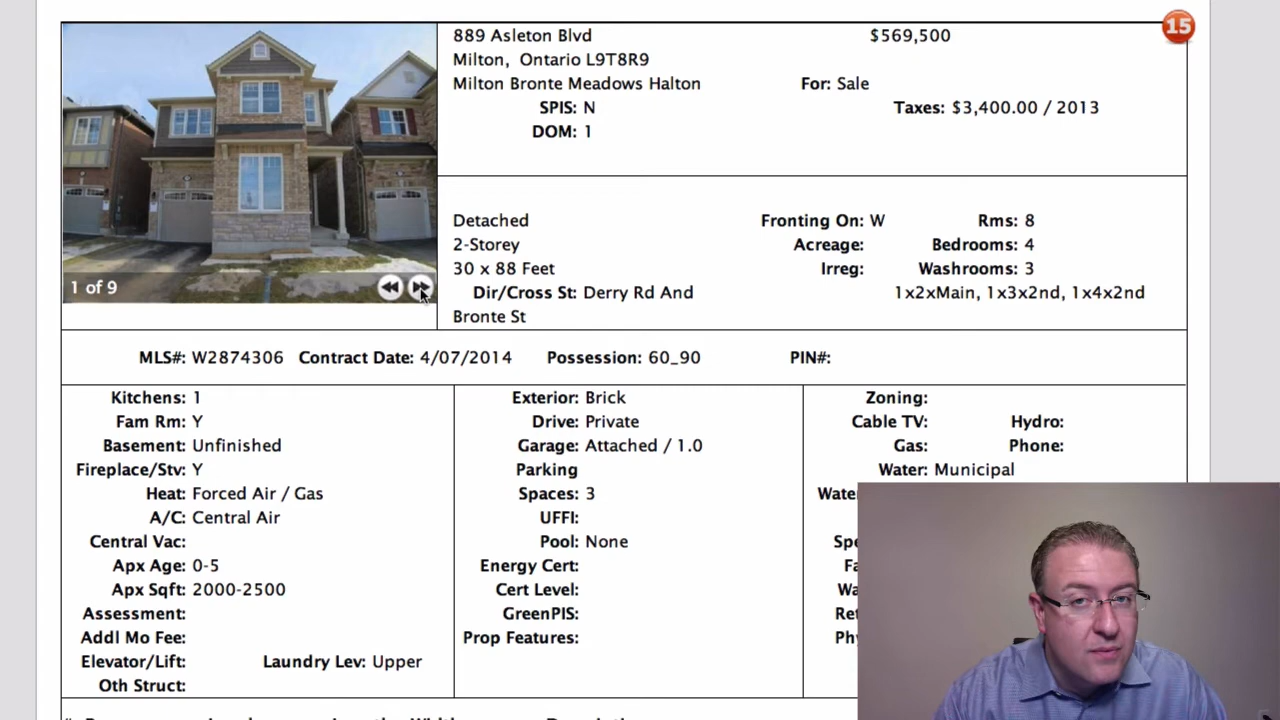 15
889 Asleton Blvd $569,500
Milton, Ontario L9T8R9
Milton Bronte Meadows Halton For: Sale
SPIS: N Taxes: $3,400.00 / 2013
DOM: 1
Detached Fronting On: W Rms: 8
2-Storey Acreage: Bedrooms: 4
30 x 88 Feet Irreg: Washrooms: 3
Dir/Cross St: Derry Rd And 1x2xMain, 1x3x2nd, 1x4x2nd
Bronte St
1 of 9
MLS#: W2874306 Contract Date: 4/07/2014 Possession: 60_90 PIN#:
Kitchens: 1 Exterior: Brick Zoning:
Fam Rm: Y Drive: Private Cable TV: Hydro:
Basement: Unfinished Garage: Attached / 1.0 Gas: Phone:
Fireplace/Stv: Y Parking Water: Municipal
Heat: Forced Air / Gas Spaces: 3 Water
A/C: Central Air UFFI:
Central Vac: Pool: None Spe
Apx Age: 0-5 Energy Cert: Fa
Apx Sqft: 2000-2500 Cert Level: Wa
Assessment: GreenPIS: Ret
Addl Mo Fee: Prop Features: Phy
Elevator/Lift: Laundry Lev: Upper
Oth Struct: